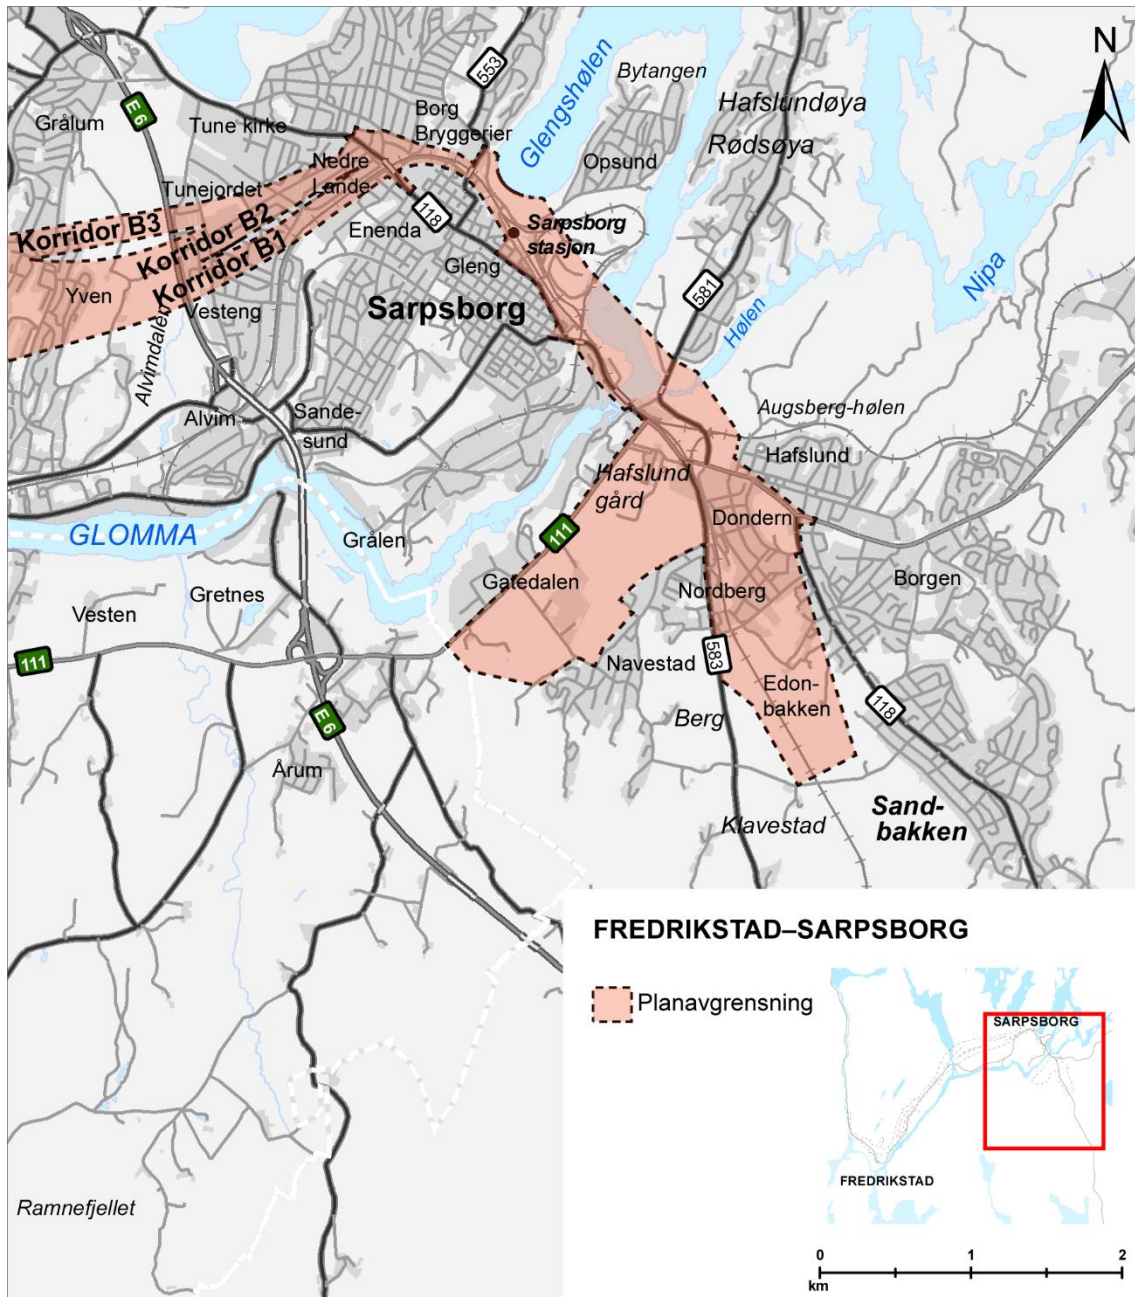 N
553
Bytangen
Glengshølen
Hafslundøya
Rødsøya
E 6
Grålum
Tune kirke
Borg
Bryggerier
Opsund
Nedre
Lande
Tunejordet
118
Enenda
Sarpsborg
stasjon
Korridor B3
Korridor B2
Korridor B1
Gleng
Nipa
581
Hølen
Yven
Vesteng
Sarpsborg
Alvimdalen
Alvim
Sande-
sund
Augsberg-hølen
Hafslund
Hafslund
gård
Dondern
GLOMMA
Grålen
111
Gatedalen
Borgen
Gretnes
Vesten
Nordberg
111
Navestad
583
Edon-
bakken
118
Berg
E 6
Årum
Klavestad
Sand-
bakken
Ramnefjellet
FREDRIKSTAD–SARPSBORG
Planavgrensning
SARPSBORG
FREDRIKSTAD
0 1 2
km